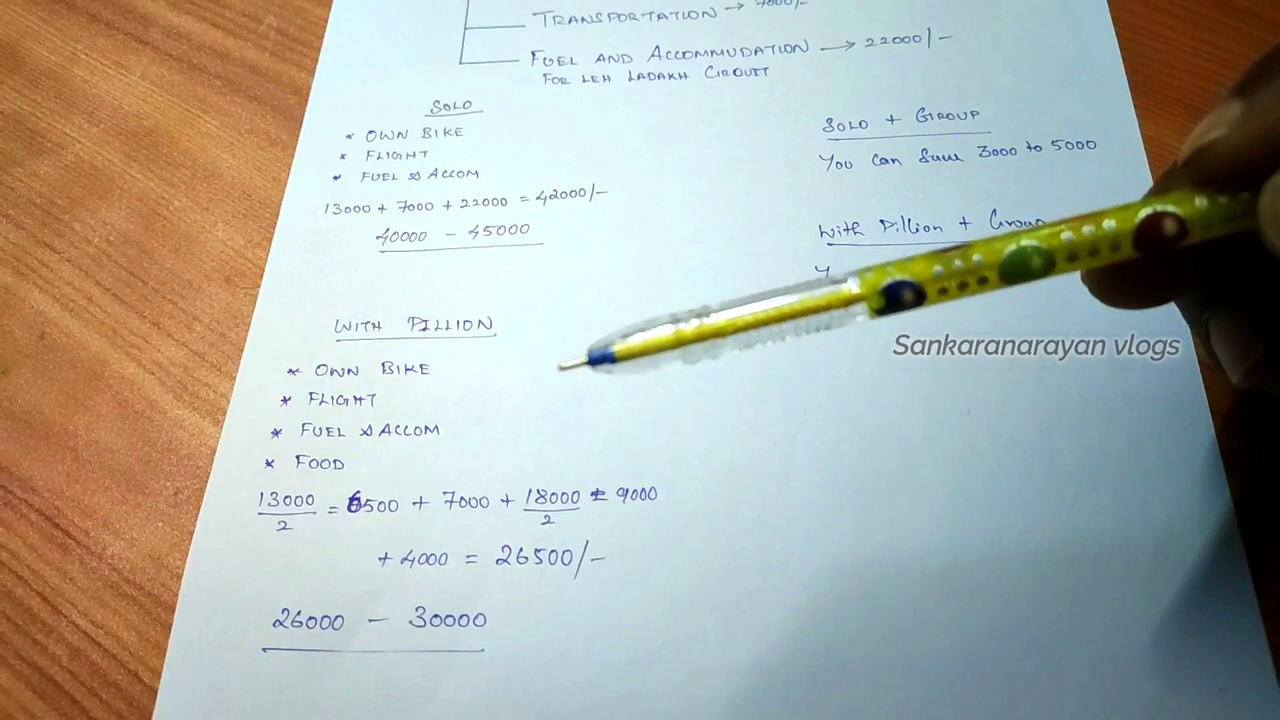 TRANSPORTATION → 7000/-
FUEL AND ACCOMMUDATION → 22000/-
FOR LEH LADAKH CIRCUIT
SOLO
* OWN BIKE
* FLIGHT
* FUEL & ACCOM
13000 + 7000 + 22000 = 42000/-
40000 - 45000
SOLO + GROUP
You can Save 3000 to 5000
With Pillion + Group
WITH PILLION
* OWN BIKE
* FLIGHT
* FUEL & ACCOM
* FOOD
13000/2 = 6500 + 7000 + 18000/2 = 9000
+ 4000 = 26500/-
26000 - 30000
Sankaranarayan vlogs